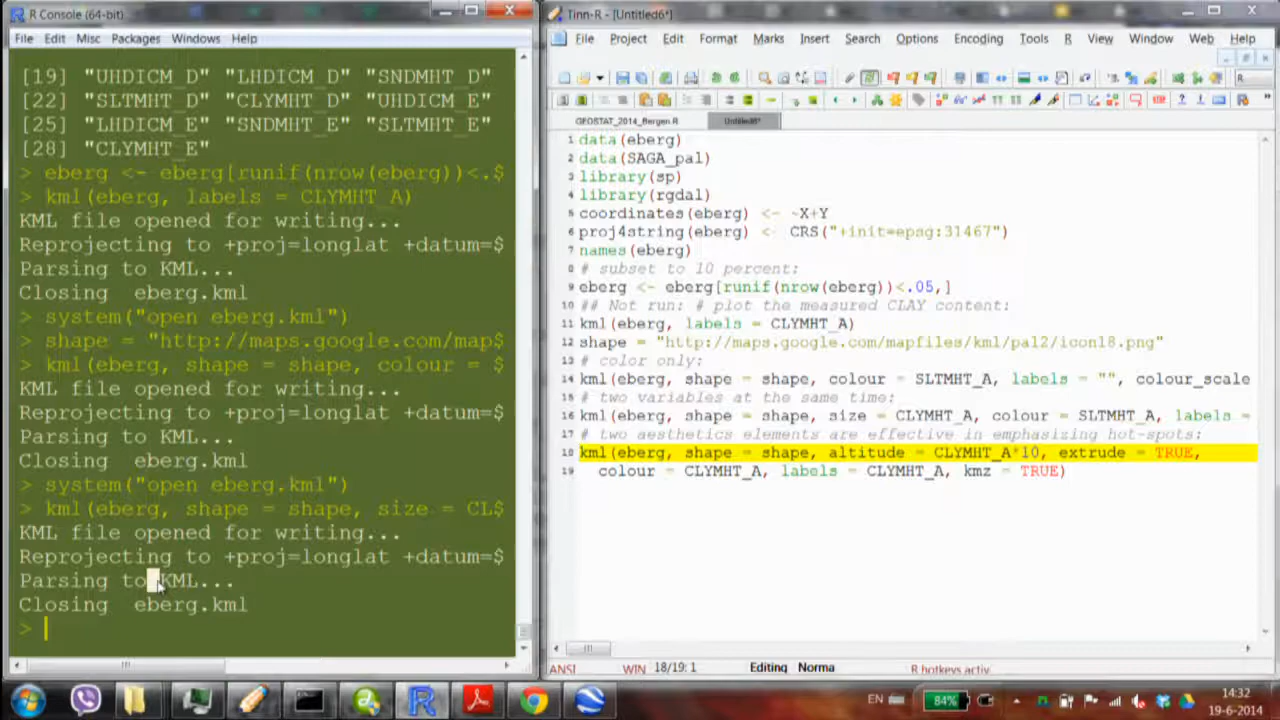 R Console (64-bit)
File Edit Misc Packages Windows Help
[19] "UHDICM_D" "LHDICM_D" "SNDMHT_D"
[22] "SLTMHT_D" "CLYMHT_D" "UHDICM_E"
[25] "LHDICM_E" "SNDMHT_E" "SLTMHT_E"
[28] "CLYMHT_E"
> eberg <- eberg[runif(nrow(eberg))<.$
> kml(eberg, labels = CLYMHT_A)
KML file opened for writing...
Reprojecting to +proj=longlat +datum=$
Parsing to KML...
Closing eberg.kml
> system("open eberg.kml")
> shape = "http://maps.google.com/map$
> kml(eberg, shape = shape, colour = $
KML file opened for writing...
Reprojecting to +proj=longlat +datum=$
Parsing to KML...
Closing eberg.kml
> system("open eberg.kml")
> kml(eberg, shape = shape, size = CL$
KML file opened for writing...
Reprojecting to +proj=longlat +datum=$
Parsing to KML...
Closing eberg.kml
>
Tinn-R - [Untitled6*]
File Project Edit Format Marks Insert Search Options Encoding Tools R View Window Web Help
GEOSTAT_2014_Bergen.R Untitled6*
1 data(eberg)
2 data(SAGA_pal)
3 library(sp)
4 library(rgdal)
5 coordinates(eberg) <- ~X+Y
6 proj4string(eberg) <- CRS("+init=epsg:31467")
7 names(eberg)
8 # subset to 10 percent:
9 eberg <- eberg[runif(nrow(eberg))<.05,]
10 ## Not run: # plot the measured CLAY content:
11 kml(eberg, labels = CLYMHT_A)
12 shape = "http://maps.google.com/mapfiles/kml/pal2/icon18.png"
13 # color only:
14 kml(eberg, shape = shape, colour = SLTMHT_A, labels = "", colour_scale
15 # two variables at the same time:
16 kml(eberg, shape = shape, size = CLYMHT_A, colour = SLTMHT_A, labels =
17 # two aesthetics elements are effective in emphasizing hot-spots:
18 kml(eberg, shape = shape, altitude = CLYMHT_A*10, extrude = TRUE,
19 colour = CLYMHT_A, labels = CLYMHT_A, kmz = TRUE)
ANSI WIN 18/19: 1 Editing Norma R hotkeys activ
EN 84% 14:32
19-6-2014